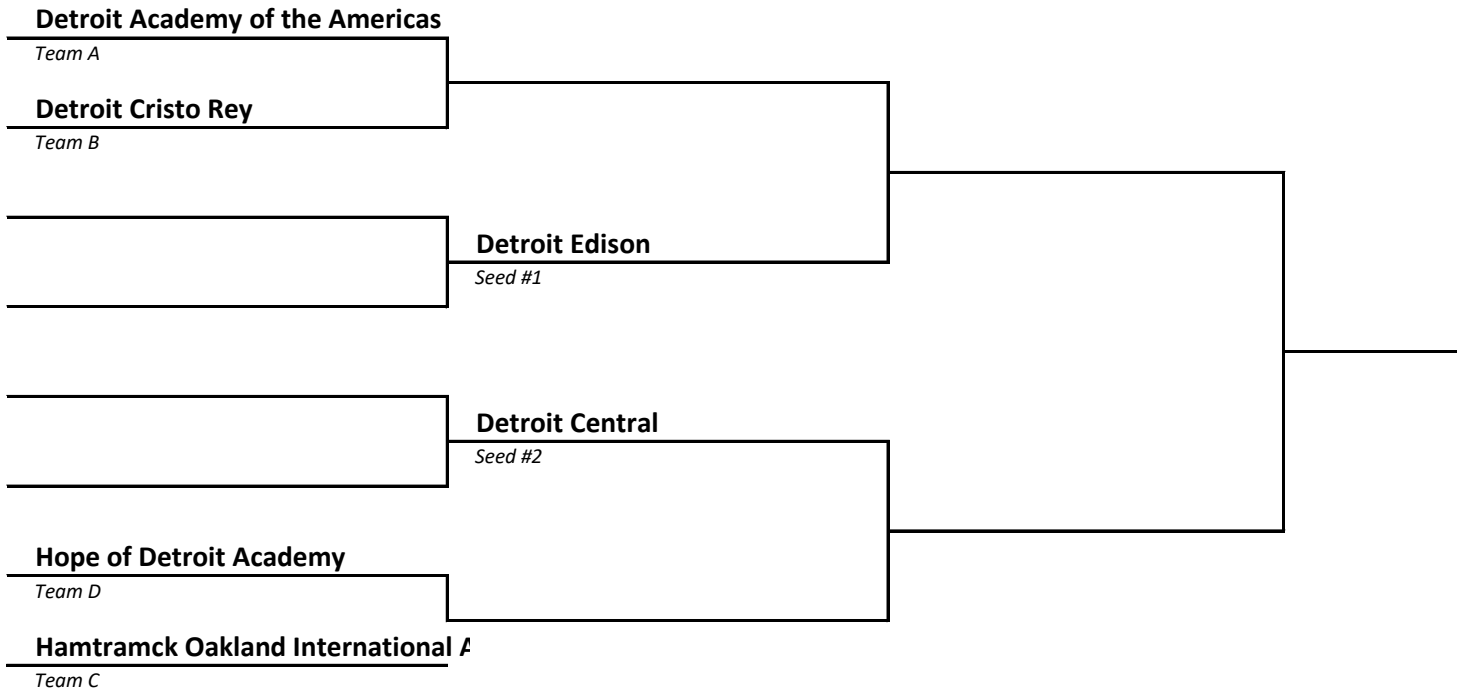 Detroit Academy of the Americas
Team A
Detroit Cristo Rey
Team B
Detroit Edison
Seed #1
Detroit Central
Seed #2
Hope of Detroit Academy
Team D
Hamtramck Oakland International
Team C